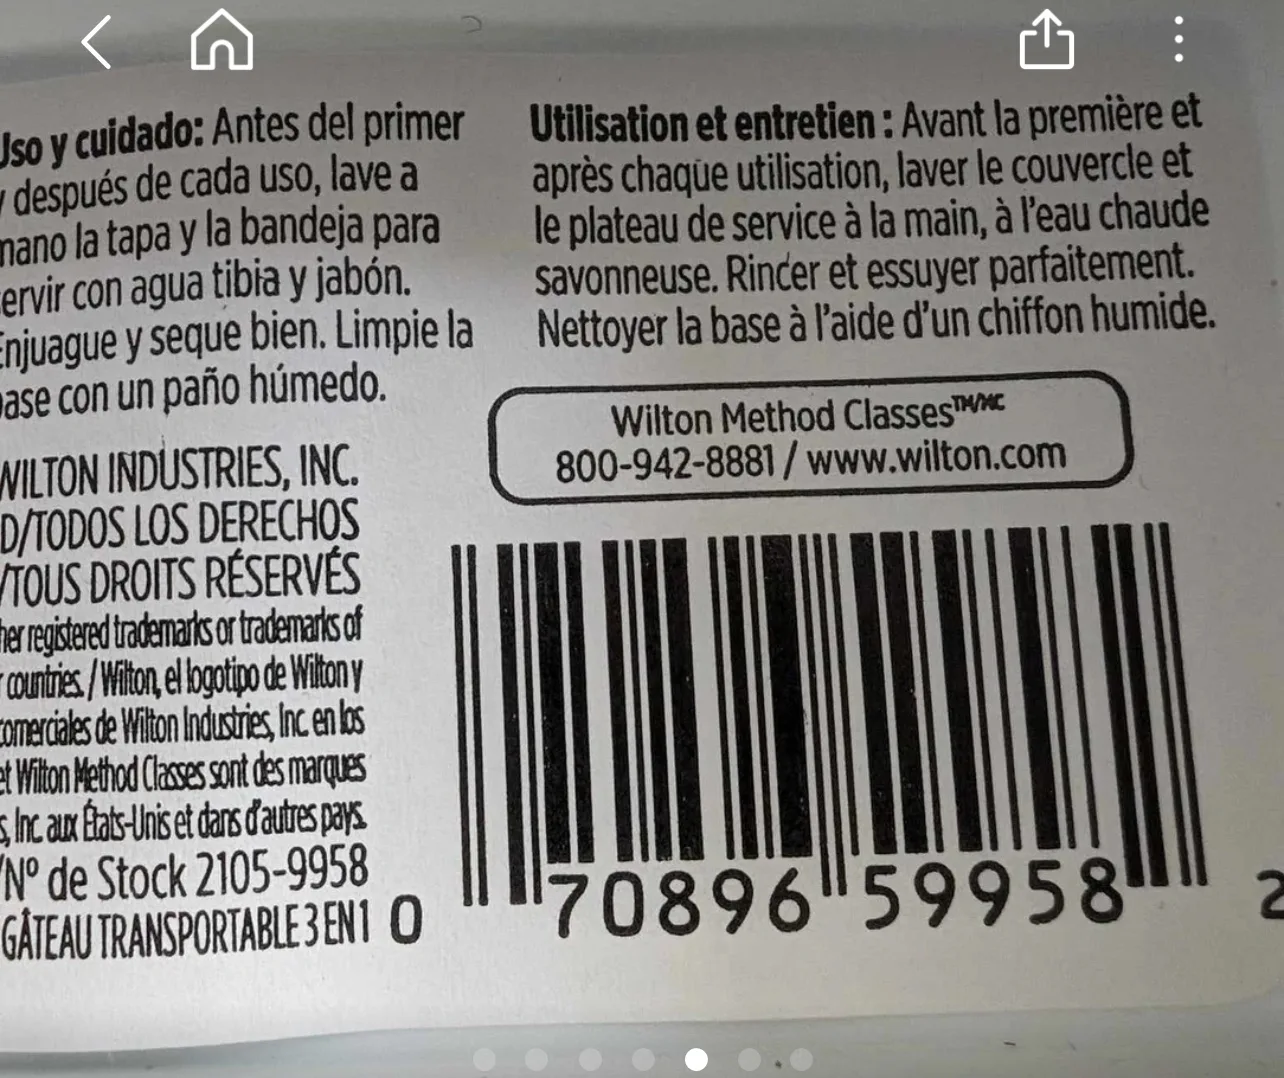 Uso y cuidado: Antes del primer
y después de cada uso, lave a
mano la tapa y la bandeja para
servir con agua tibia y jabón.
Enjuague y seque bien. Limpie la
base con un paño húmedo.
WILTON INDUSTRIES, INC.
D/TODOS LOS DERECHOS
/TOUS DROITS RÉSERVÉS
her registered trademarks or trademarks of
r countries. / Wilton, el logotipo de Wilton y
comerciales de Wilton Industries, Inc. en los
et Wilton Method Classes sont des marques
s, Inc. aux États-Unis et dans d'autres pays.
/Nº de Stock 2105-9958
GÂTEAU TRANSPORTABLE 3 EN 1
Utilisation et entretien : Avant la première et
après chaque utilisation, laver le couvercle et
le plateau de service à la main, à l'eau chaude
savonneuse. Rincer et essuyer parfaitement.
Nettoyer la base à l'aide d'un chiffon humide.
Wilton Method Classes™/MC
800-942-8881 / www.wilton.com
0 70896 59958 2